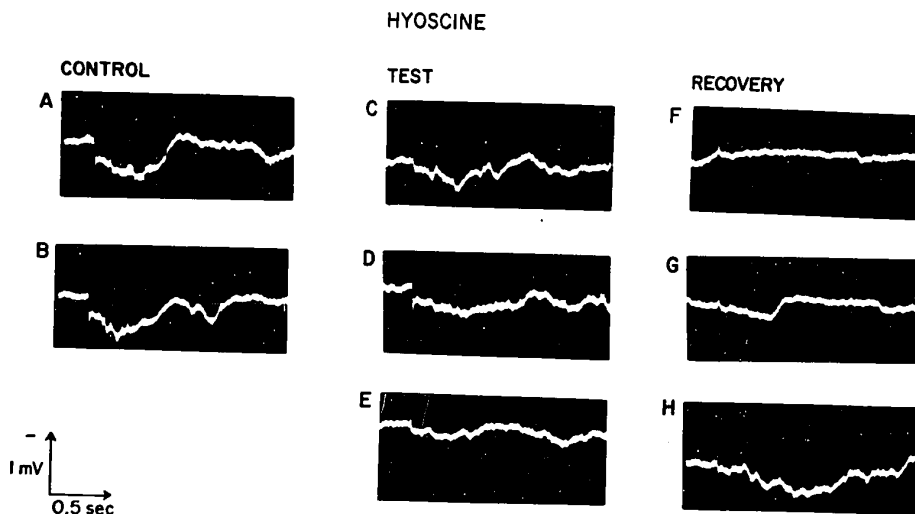 HYOSCINE
CONTROL
TEST
RECOVERY
A
C
F
B
D
G
E
H
–
1 mV
0.5 sec